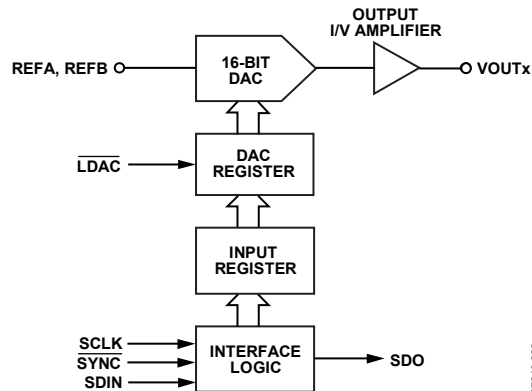 OUTPUT
I/V AMPLIFIER
REFA, REFB
16-BIT
DAC
VOUTx
LDAC
DAC
REGISTER
INPUT
REGISTER
SCLK
SYNC
SDIN
INTERFACE
LOGIC
SDO